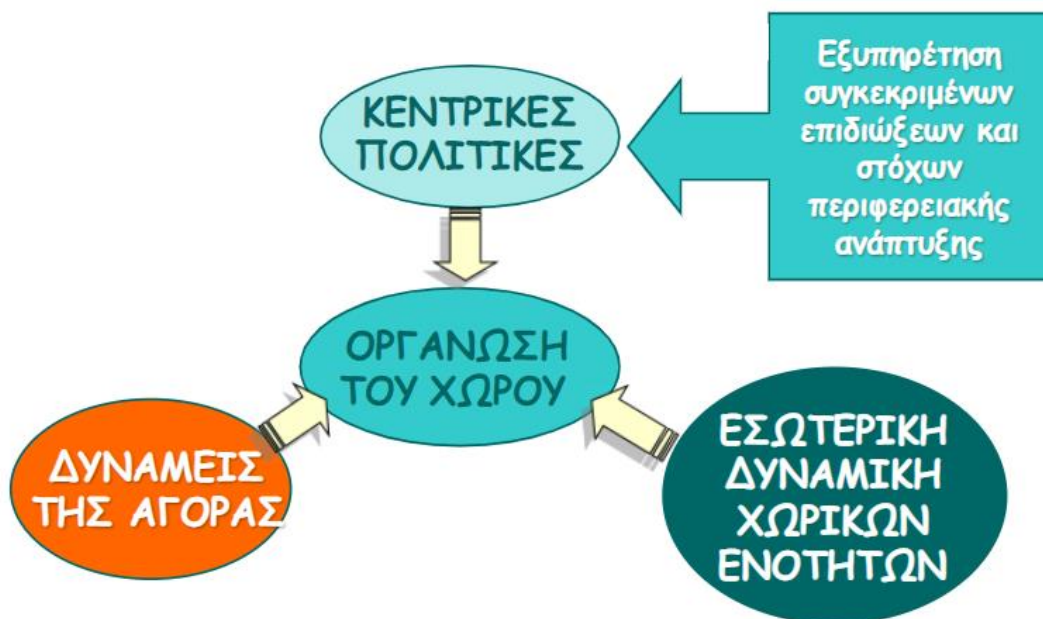 ΚΕΝΤΡΙΚΕΣ
ΠΟΛΙΤΙΚΕΣ
Εξυπηρέτηση
συγκεκριμένων
επιδιώξεων και
στόχων
περιφερειακής
ανάπτυξης
ΟΡΓΑΝΩΣΗ
ΤΟΥ ΧΩΡΟΥ
ΔΥΝΑΜΕΙΣ
ΤΗΣ ΑΓΟΡΑΣ
ΕΣΩΤΕΡΙΚΗ
ΔΥΝΑΜΙΚΗ
ΧΩΡΙΚΩΝ
ΕΝΟΤΗΤΩΝ